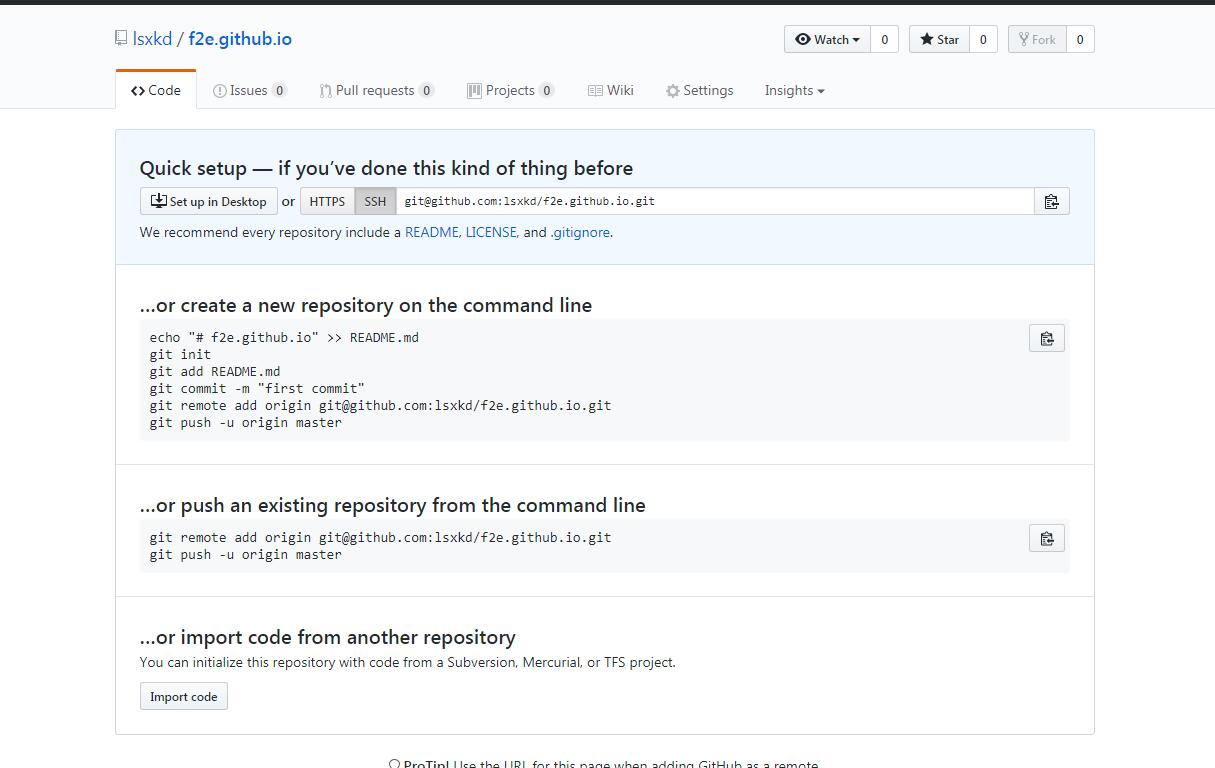 lsxkd / f2e.github.io
Watch 0 Star 0 Fork 0
Code Issues 0 Pull requests 0 Projects 0 Wiki Settings Insights
Quick setup — if you’ve done this kind of thing before
Set up in Desktop or HTTPS SSH git@github.com:lsxkd/f2e.github.io.git
We recommend every repository include a README, LICENSE, and .gitignore.
…or create a new repository on the command line
echo "# f2e.github.io" >> README.md
git init
git add README.md
git commit -m "first commit"
git remote add origin git@github.com:lsxkd/f2e.github.io.git
git push -u origin master
…or push an existing repository from the command line
git remote add origin git@github.com:lsxkd/f2e.github.io.git
git push -u origin master
…or import code from another repository
You can initialize this repository with code from a Subversion, Mercurial, or TFS project.
Import code
ProTip! Use the URL for this page when adding GitHub as a remote.